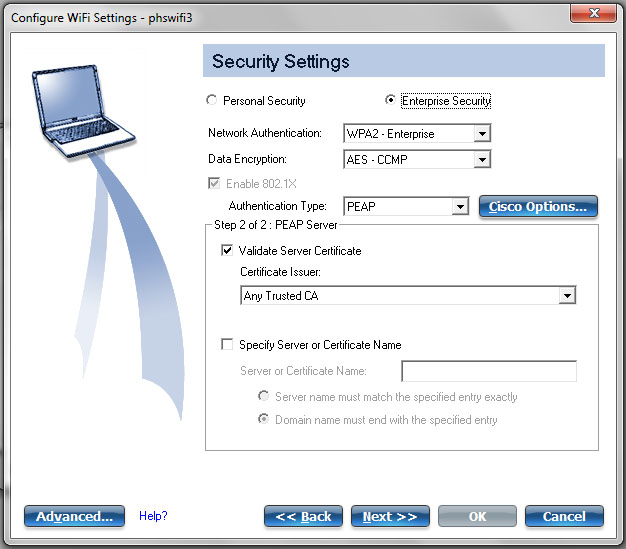 Configure WiFi Settings - phswifi3
Security Settings
Personal Security
Enterprise Security
Network Authentication: WPA2 - Enterprise
Data Encryption: AES - CCMP
Enable 802.1X
Authentication Type: PEAP Cisco Options...
Step 2 of 2 : PEAP Server
Validate Server Certificate
Certificate Issuer:
Any Trusted CA
Specify Server or Certificate Name
Server or Certificate Name:
Server name must match the specified entry exactly
Domain name must end with the specified entry
Advanced... Help? << Back Next >> OK Cancel